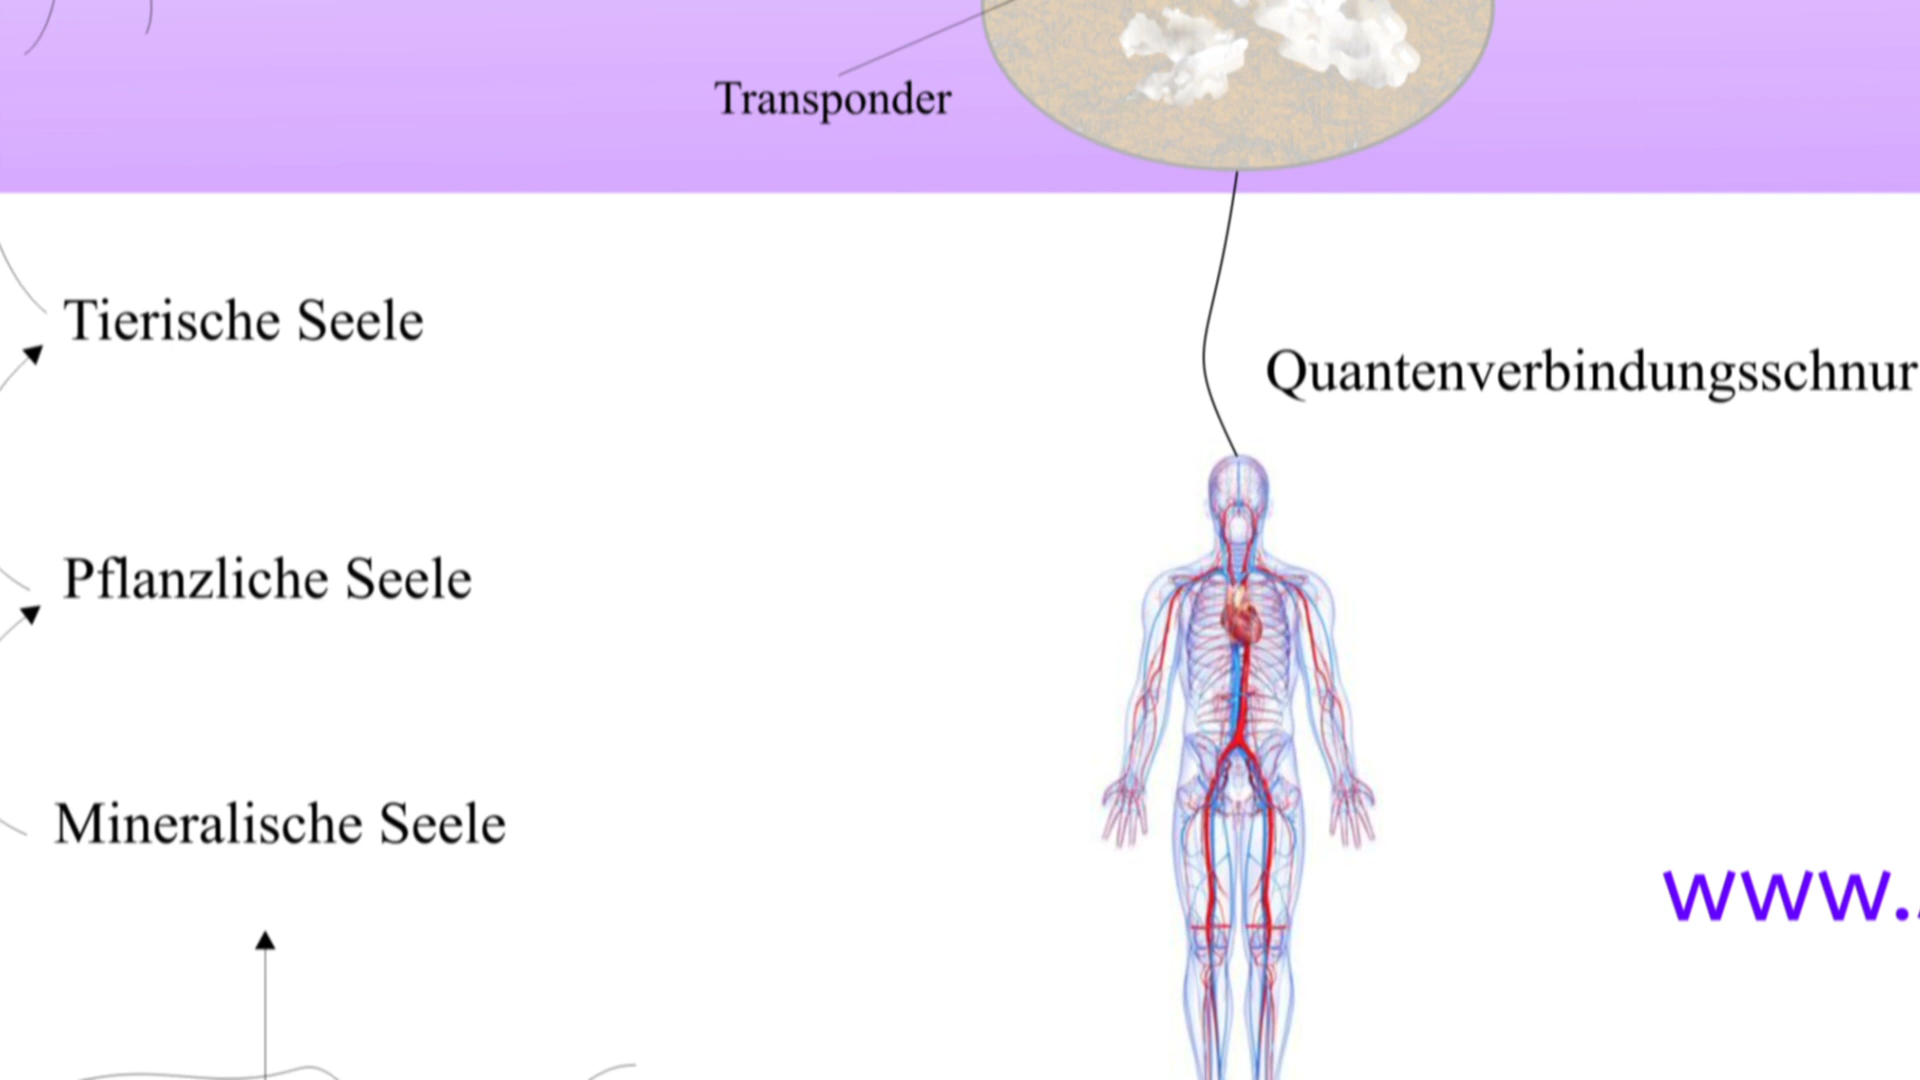 Transponder
Tierische Seele
Quantenverbindungsschnur
Pflanzliche Seele
Mineralische Seele
www.